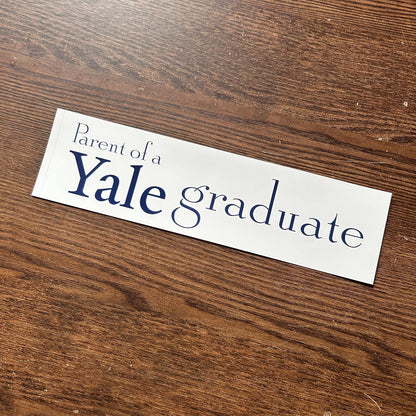 Parent of a
Yale graduate